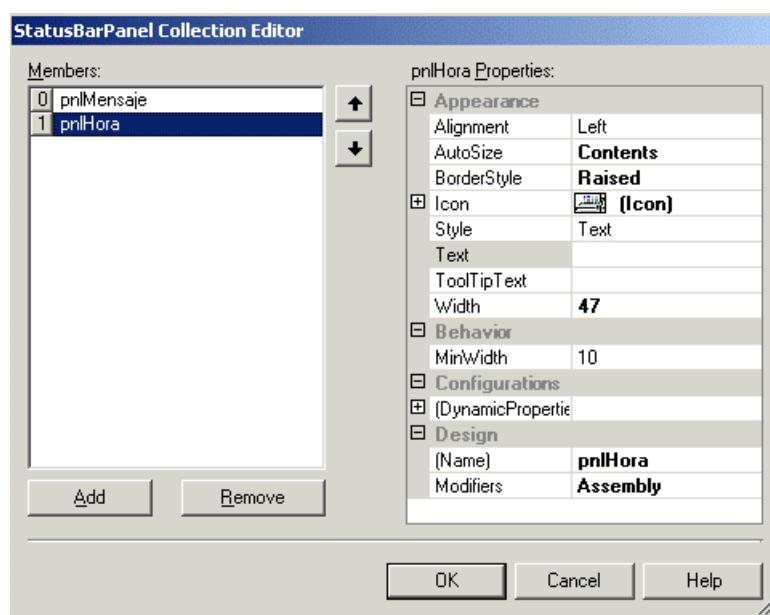 StatusBarPanel Collection Editor
Members:
0 pnlMensaje
1 pnlHora
Add Remove
pnlHora Properties:
Appearance
Alignment Left
AutoSize Contents
BorderStyle Raised
Icon (Icon)
Style Text
Text
ToolTipText
Width 47
Behavior
MinWidth 10
Configurations
(DynamicPropertie
Design
(Name) pnlHora
Modifiers Assembly
OK Cancel Help